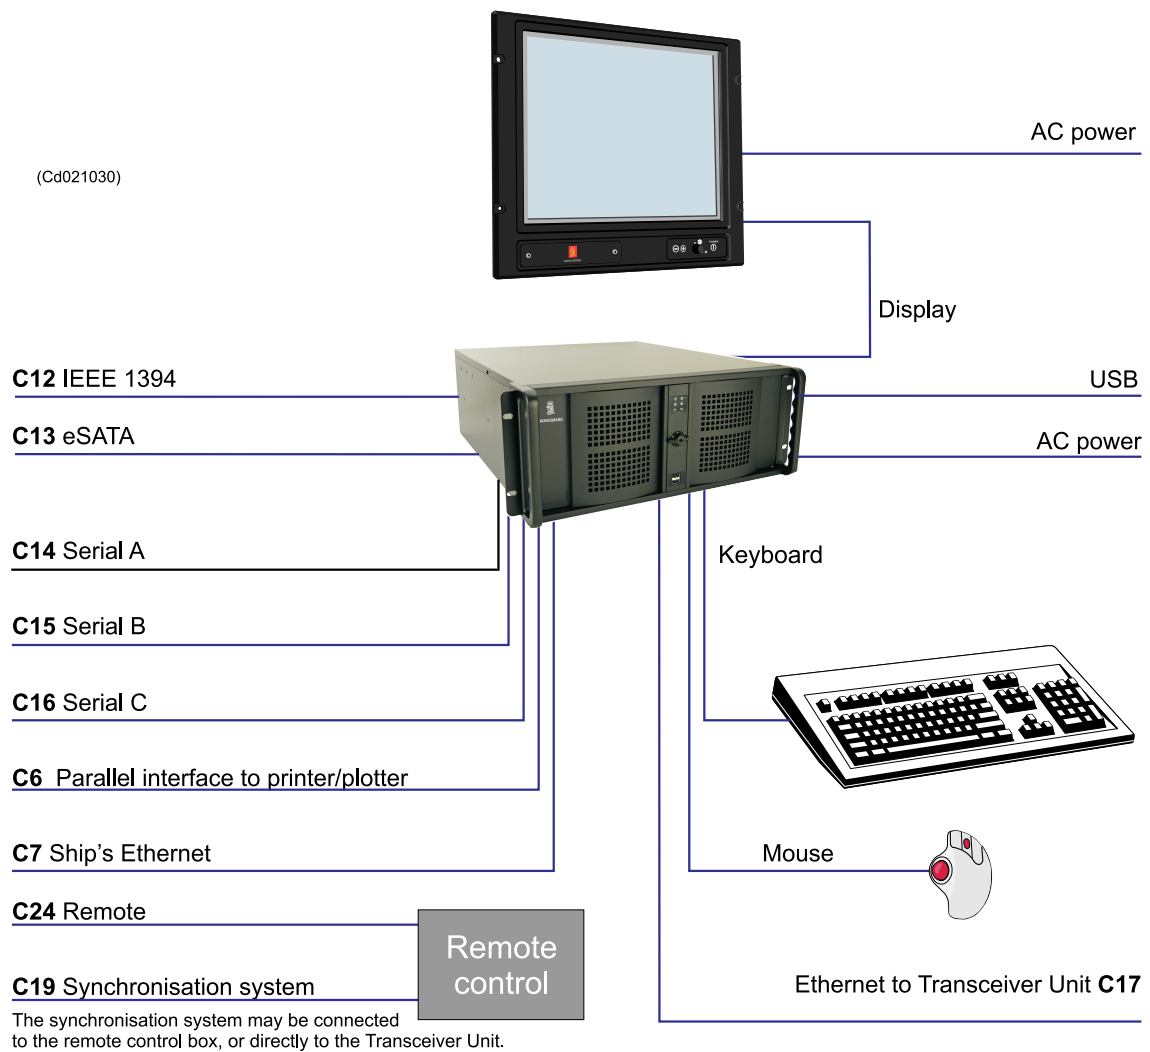 AC power
(Cd021030)
POWER
Display
C12 IEEE 1394
USB
C13 eSATA
AC power
KONGSBERG
C14 Serial A
Keyboard
C15 Serial B
C16 Serial C
C6 Parallel interface to printer/plotter
C7 Ship's Ethernet
Mouse
C24 Remote
Remote
control
C19 Synchronisation system
Ethernet to Transceiver Unit C17
The synchronisation system may be connected
to the remote control box, or directly to the Transceiver Unit.